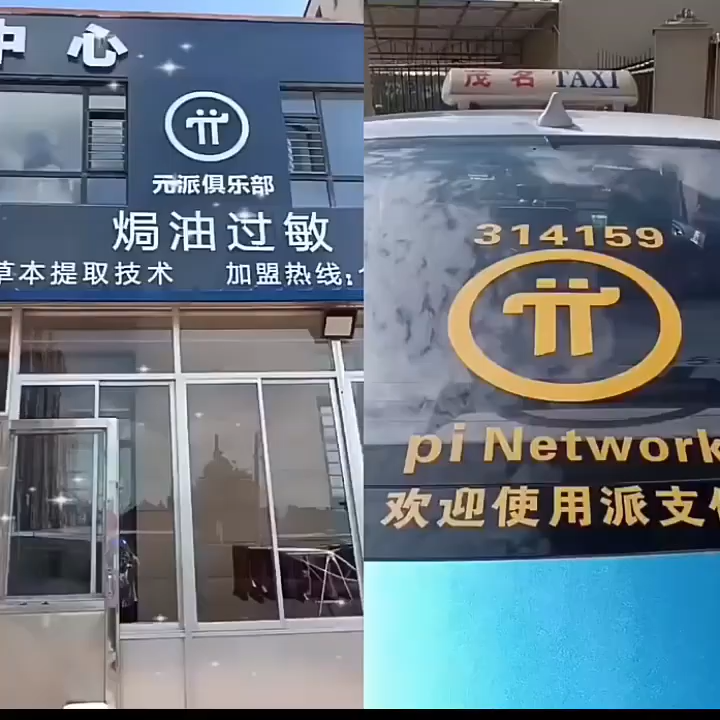 中心
元派俱乐部
焗油过敏
草本提取技术 加盟热线:
茂名 TAXI
314159
pi Network
欢迎使用派支付